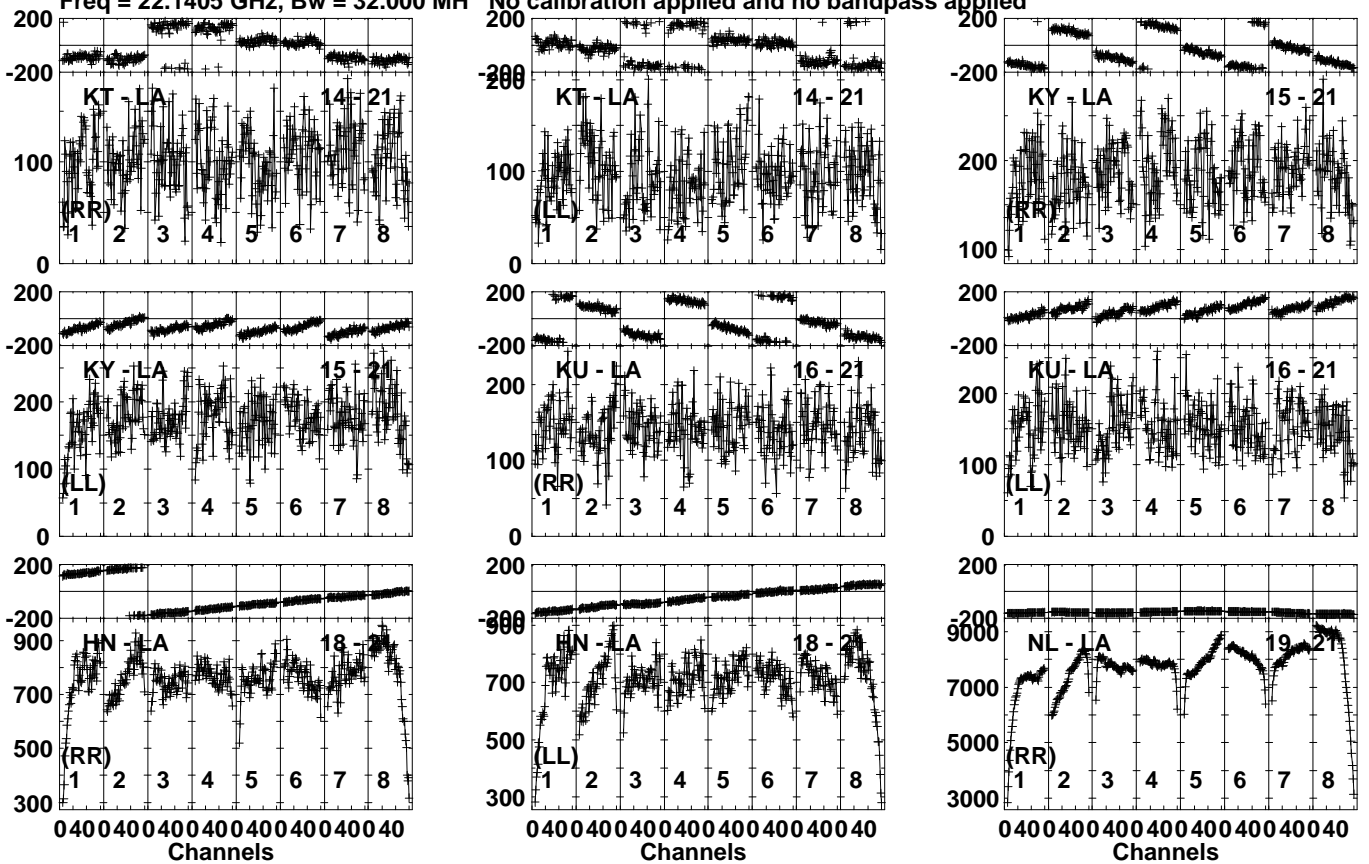 Freq = 22.1405 GHz, Bw = 32.000 MH No calibration applied and no bandpass applied
200 200 200
-200 -200 -200
200
KT - LA 14 - 21 KT - LA 14 - 21 KY - LA 15 - 21
100 100 200
(RR) (LL) (RR)
1 2 3 4 5 6 7 8 1 2 3 4 5 6 7 8 1 2 3 4 5 6 7 8
0 0 100
200 200 200
-200 -200 -200
KY - LA 15 - 21 KU - LA 16 - 21 KU - LA 16 - 21
200 200 200
100 100 100
(LL) (RR) (LL)
1 2 3 4 5 6 7 8 1 2 3 4 5 6 7 8 1 2 3 4 5 6 7 8
0 0 0
200 200 200
-200 -200 -200
900 900 9000
HN - LA 18 - 21 HN - LA 18 - 21 NL - LA 19 - 21
700 700 7000
500 500 5000
(RR) (LL) (RR)
1 2 3 4 5 6 7 8 1 2 3 4 5 6 7 8 1 2 3 4 5 6 7 8
300 300 3000
0 40 0 40 0 40 0 40 0 40 0 40 0 40 0 40 0 40 0 40 0 40 0 40 0 40 0 40 0 40 0 40 0 40 0 40 0 40 0 40 0 40 0 40 0 40 0 40
Channels Channels Channels